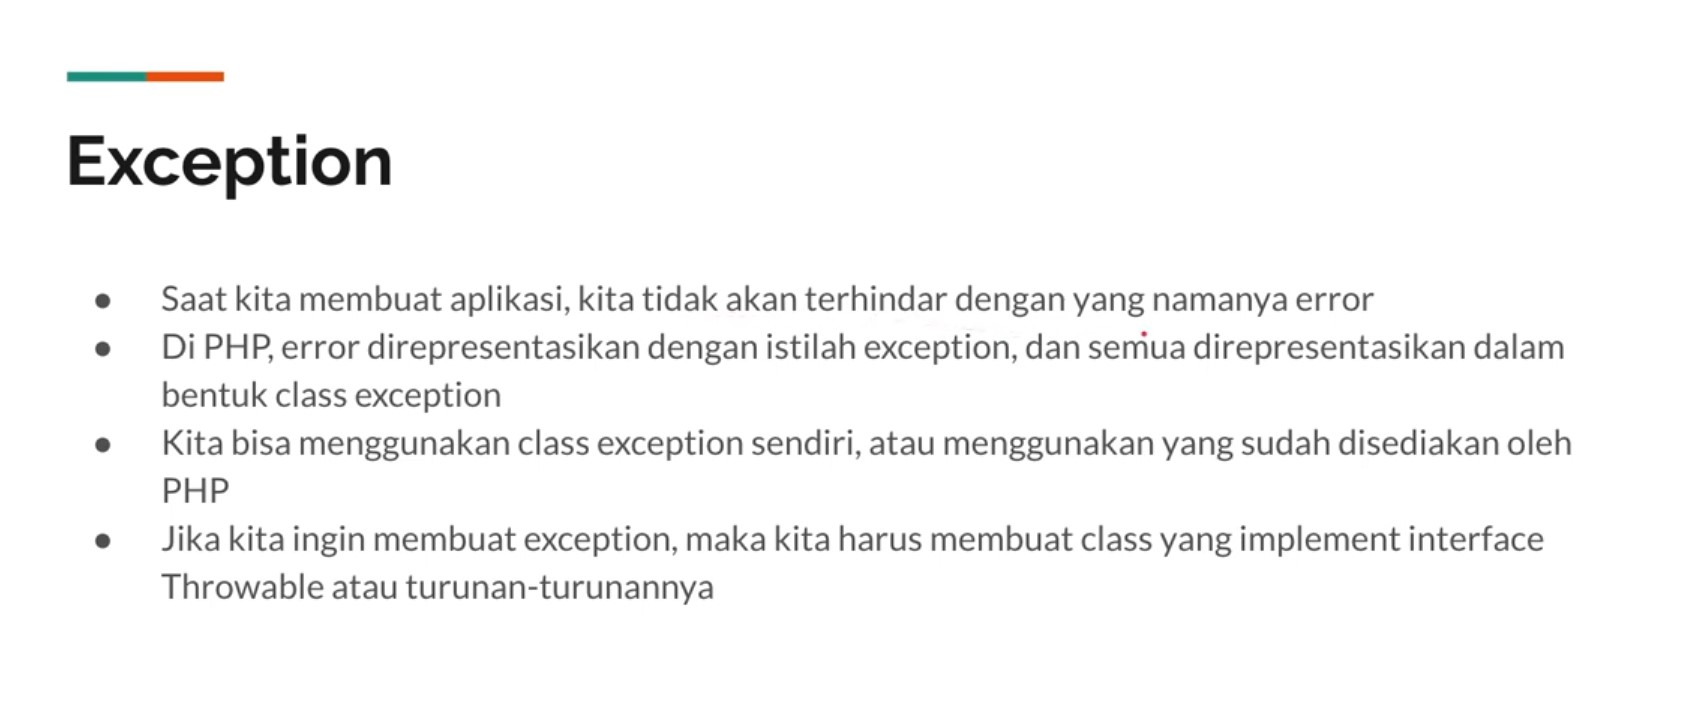 Exception
● Saat kita membuat aplikasi, kita tidak akan terhindar dengan yang namanya error
● Di PHP, error direpresentasikan dengan istilah exception, dan semua direpresentasikan dalam
bentuk class exception
● Kita bisa menggunakan class exception sendiri, atau menggunakan yang sudah disediakan oleh
PHP
● Jika kita ingin membuat exception, maka kita harus membuat class yang implement interface
Throwable atau turunan-turunannya